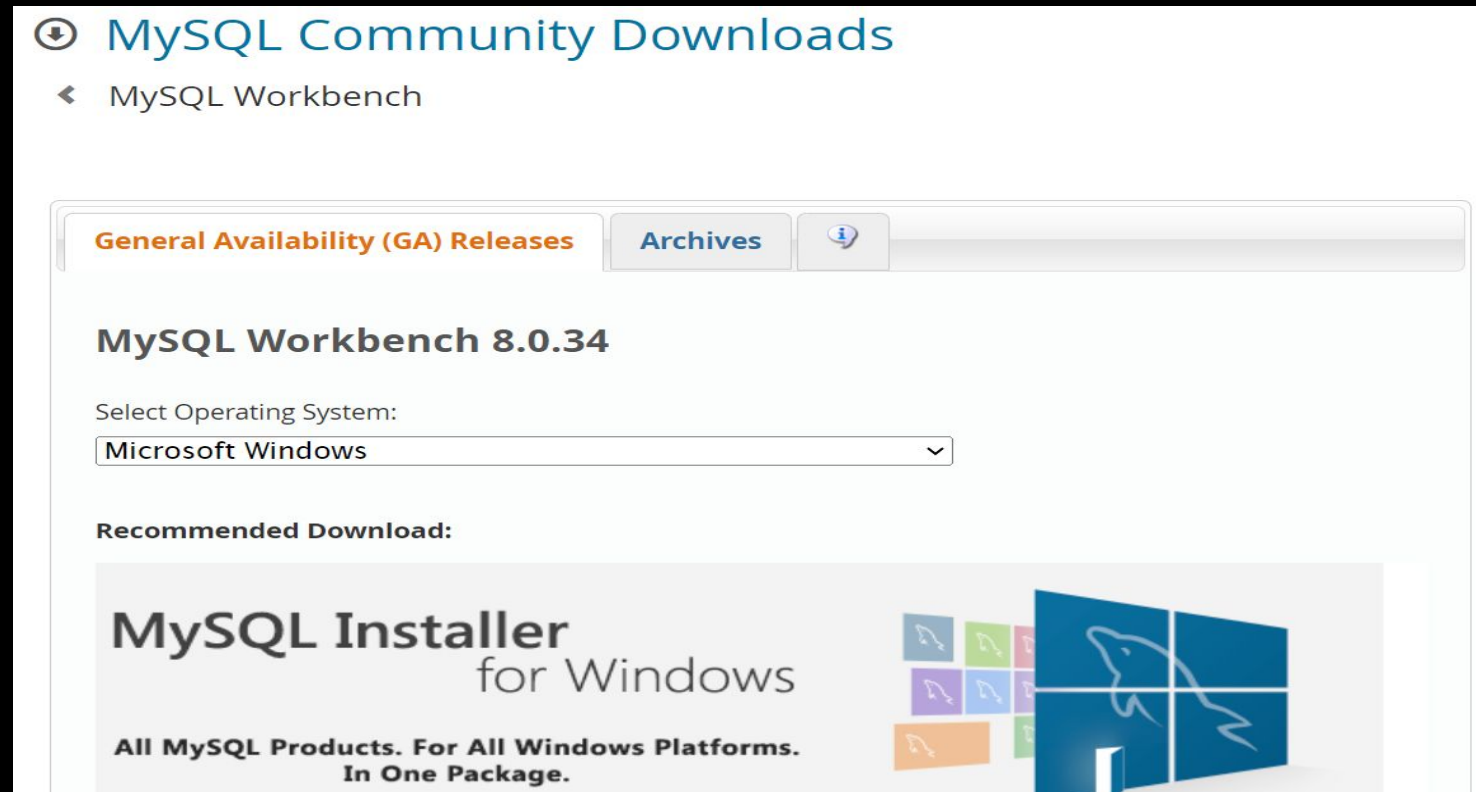 MySQL Community Downloads
MySQL Workbench
General Availability (GA) Releases
Archives
MySQL Workbench 8.0.34
Select Operating System:
Microsoft Windows
Recommended Download:
MySQL Installer
for Windows
All MySQL Products. For All Windows Platforms.
In One Package.